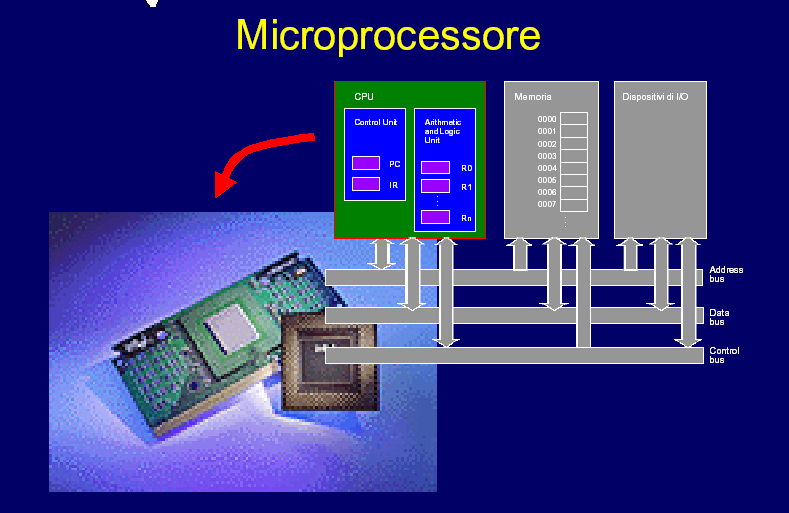 Microprocessore
CPU
Control Unit
PC
IR
Arithmetic
and Logic
Unit
R0
R1
Rn
Memoria
0000
0001
0002
0003
0004
0005
0006
0007
Dispositivi di I/O
Address
bus
Data
bus
Control
bus